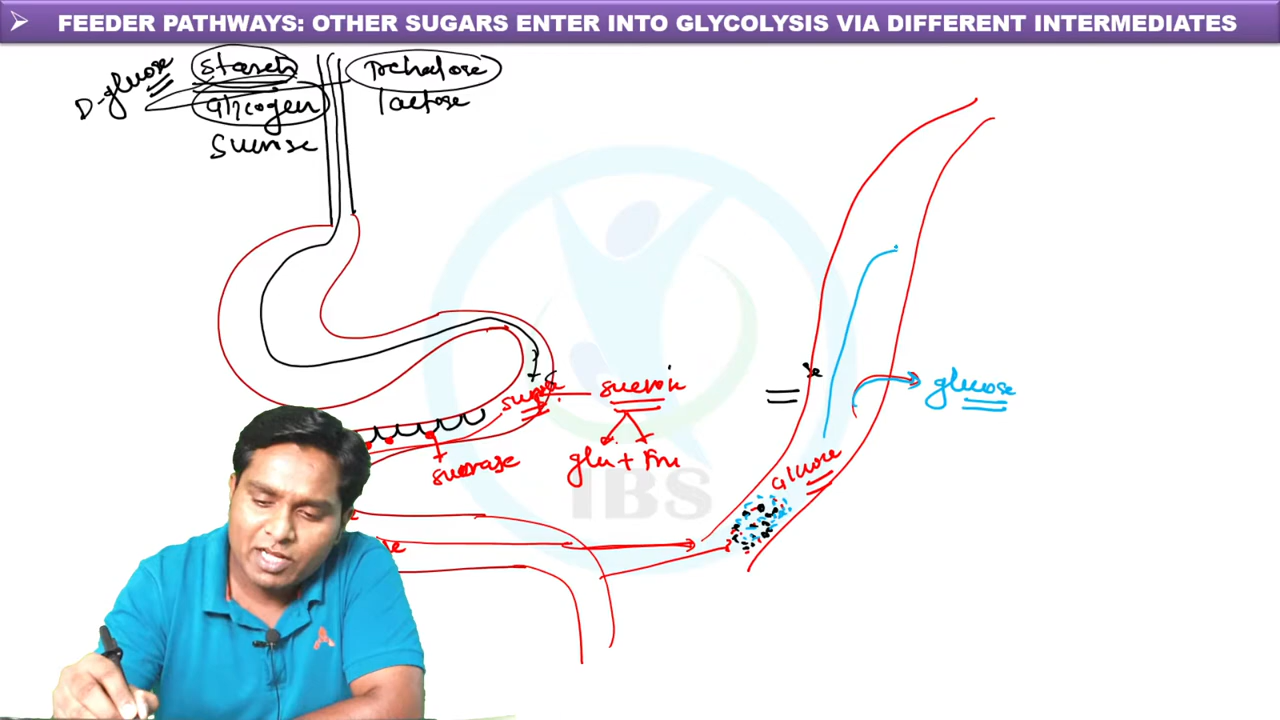 FEEDER PATHWAYS: OTHER SUGARS ENTER INTO GLYCOLYSIS VIA DIFFERENT INTERMEDIATES
D-glucose
starch
Glycogen
Sucrose
Trehalose
lactose
sucrase
glu + Fru
sucrase
glucose
Glucose
IBS